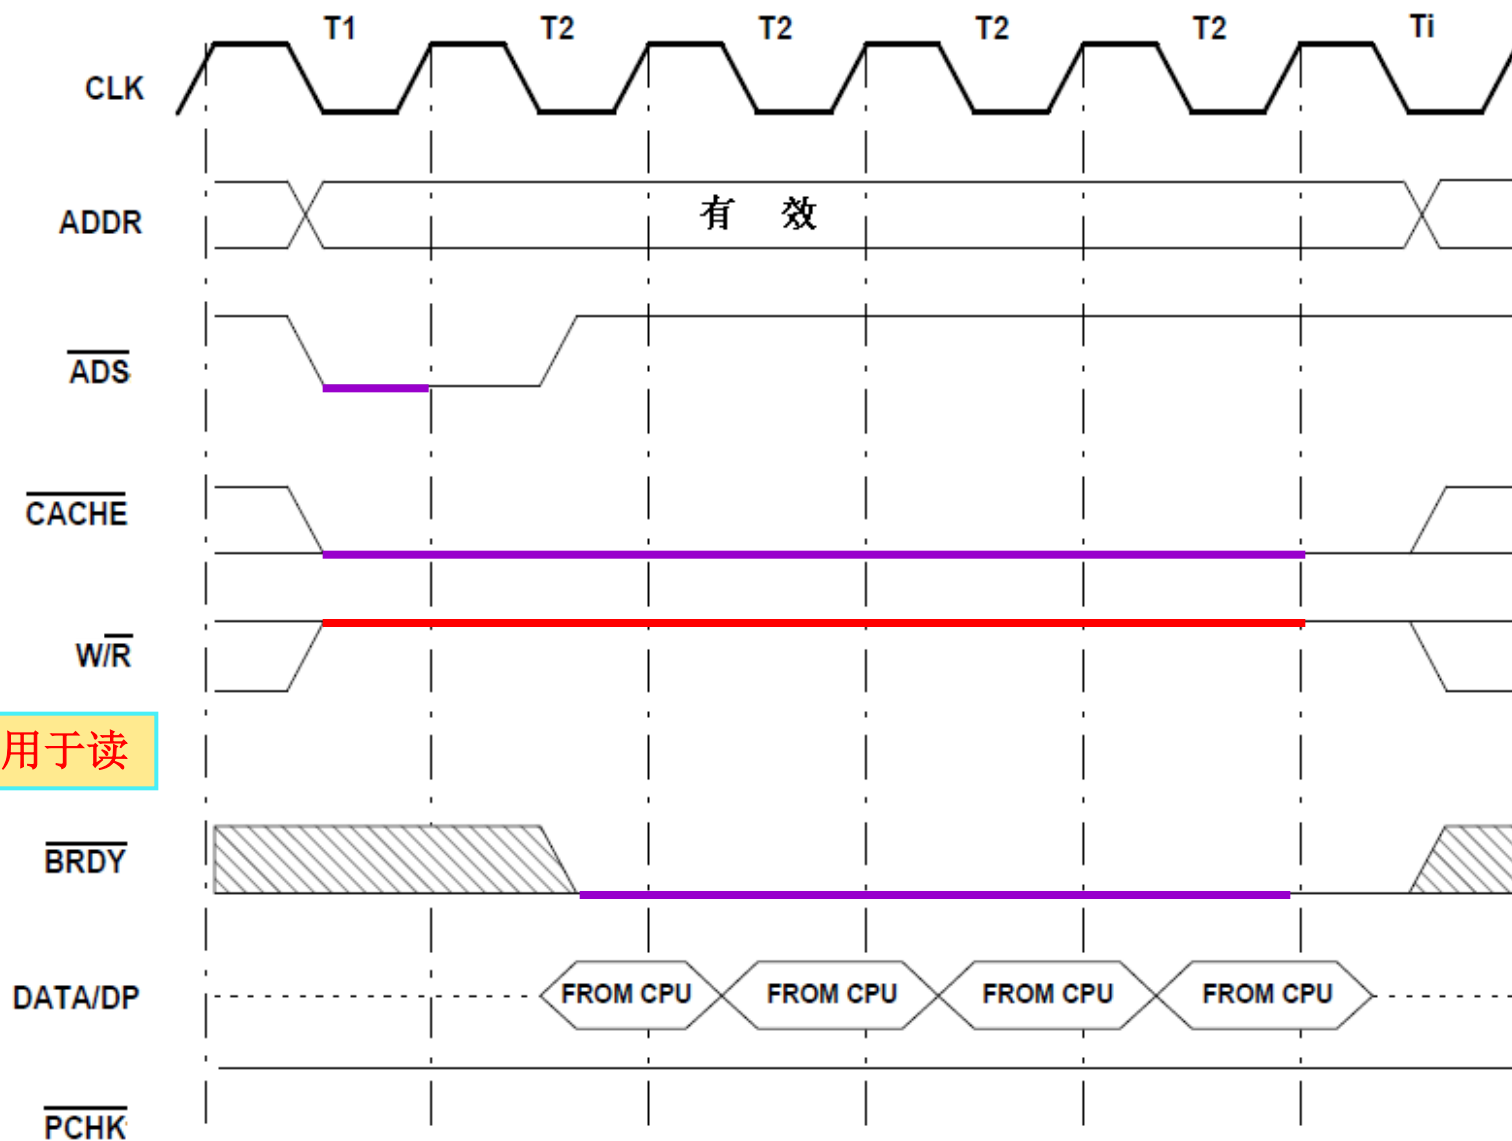 T1 T2 T2 T2 T2 Ti
CLK
ADDR
有 效
ADS
CACHE
W/R
用于读
BRDY
DATA/DP FROM CPU FROM CPU FROM CPU FROM CPU
PCHK